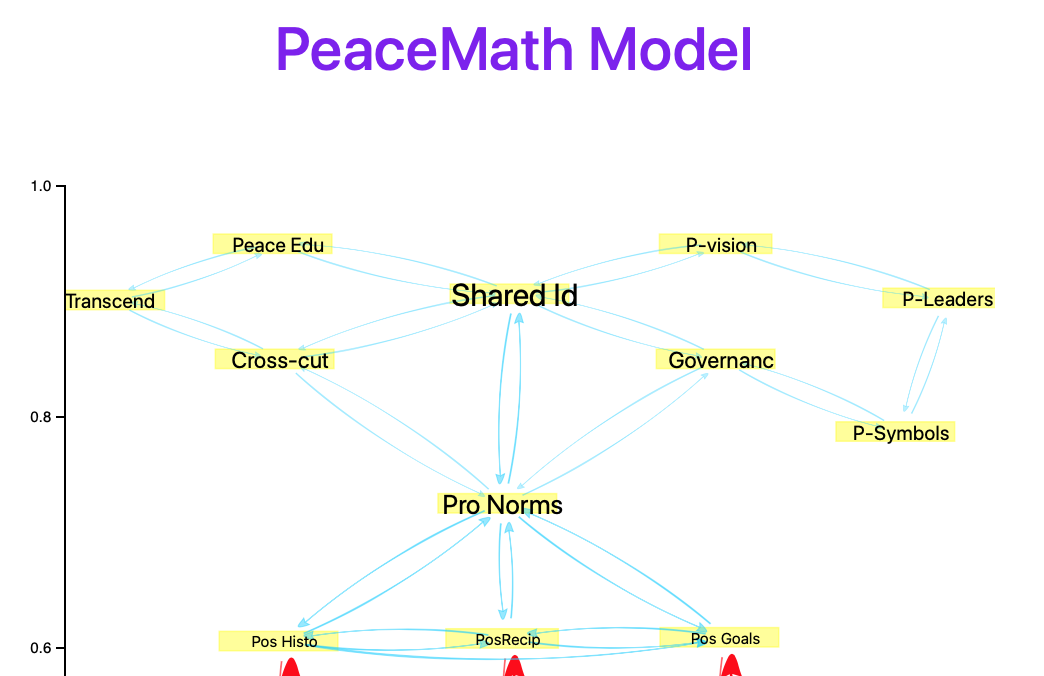 PeaceMath Model
1.0
Peace Edu
P-vision
Transcend
Shared Id
P-Leaders
Cross-cut
Governanc
0.8
P-Symbols
Pro Norms
0.6
Pos Histo
PosRecip
Pos Goals